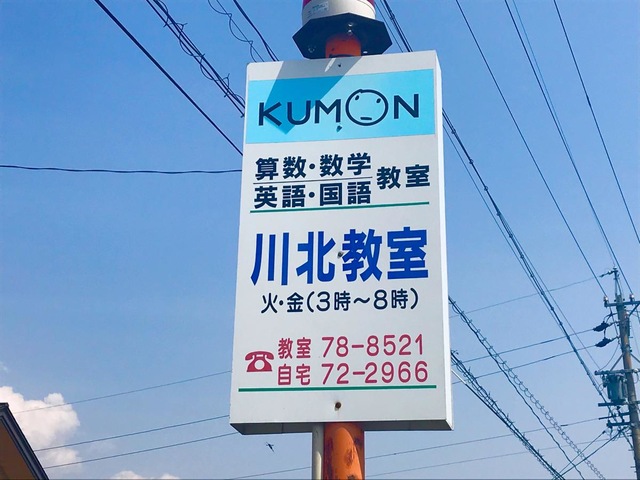 KUMON
算数・数学
英語・国語 教室
川北教室
火・金(3時〜8時)
☎ 教室 78-8521
自宅 72-2966